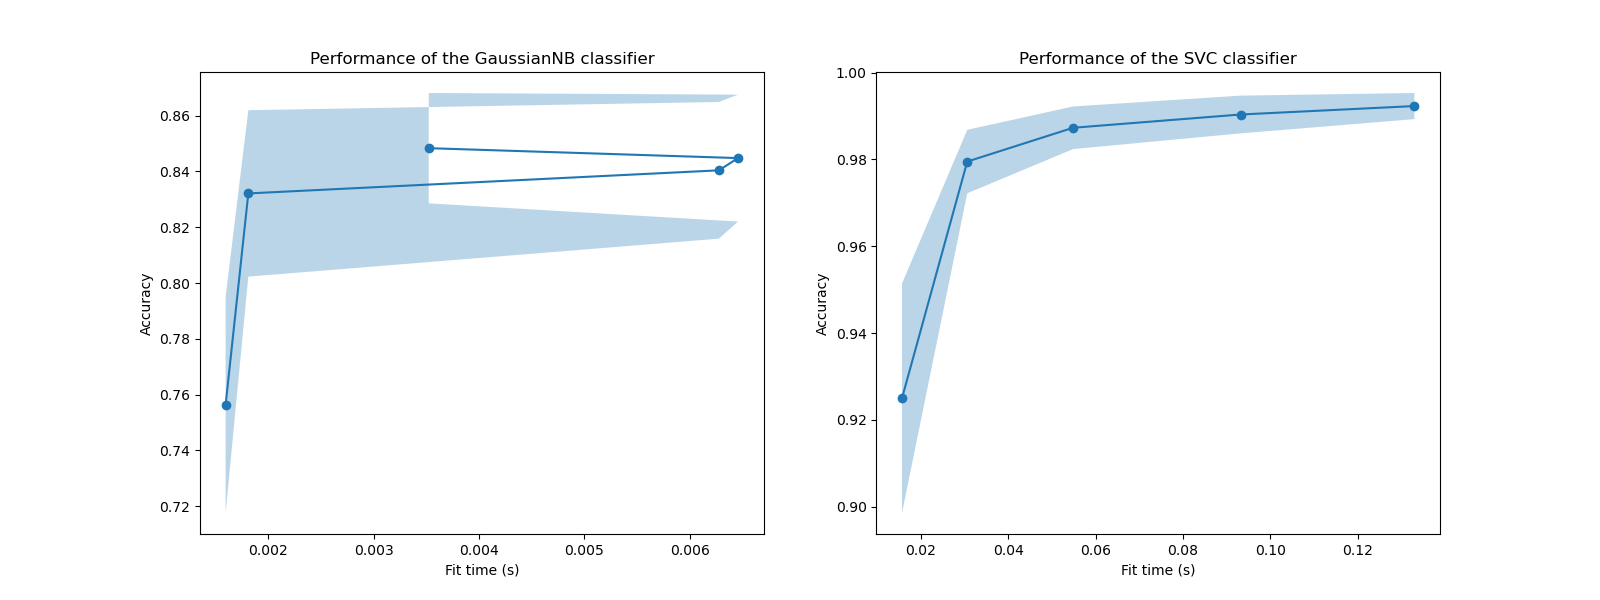 Performance of the GaussianNB classifier
0.86
0.84
0.82
0.80
0.78
0.76
0.74
0.72
Accuracy
0.002 0.003 0.004 0.005 0.006
Fit time (s)
Performance of the SVC classifier
1.00
0.98
0.96
0.94
0.92
0.90
Accuracy
0.02 0.04 0.06 0.08 0.10 0.12
Fit time (s)